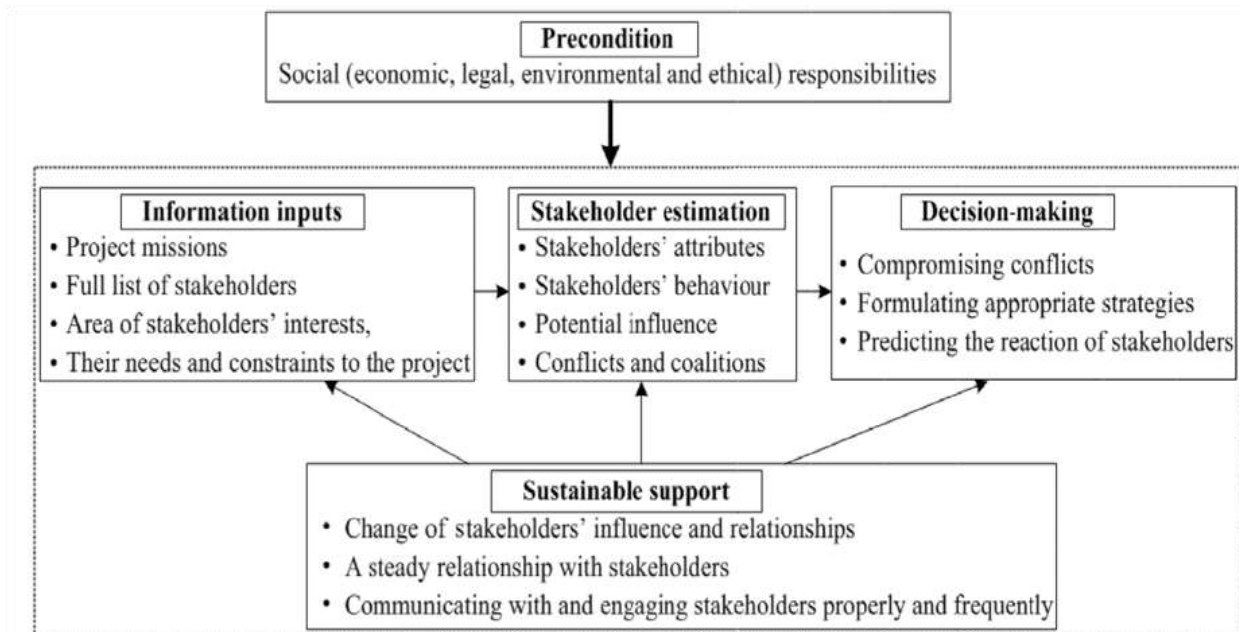 Precondition
Social (economic, legal, environmental and ethical) responsibilities
Information inputs
• Project missions
• Full list of stakeholders
• Area of stakeholders' interests,
• Their needs and constraints to the project
Stakeholder estimation
• Stakeholders' attributes
• Stakeholders' behaviour
• Potential influence
• Conflicts and coalitions
Decision-making
• Compromising conflicts
• Formulating appropriate strategies
• Predicting the reaction of stakeholders
Sustainable support
• Change of stakeholders' influence and relationships
• A steady relationship with stakeholders
• Communicating with and engaging stakeholders properly and frequently